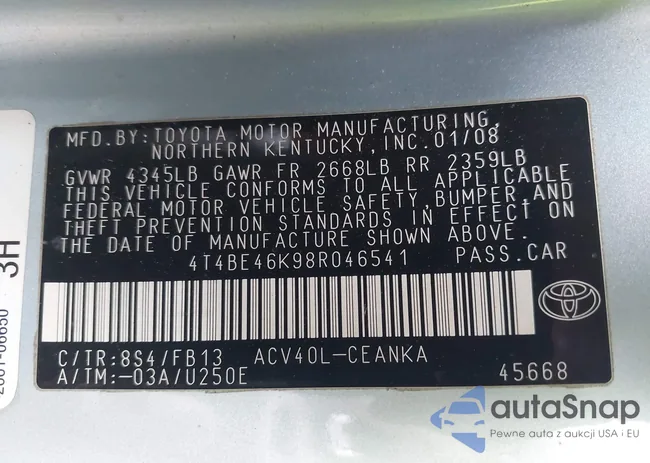 MFD.BY:TOYOTA MOTOR MANUFACTURING,
NORTHERN KENTUCKY,INC.01/08
GVWR 4345LB GAWR FR 2668LB RR 2359LB
THIS VEHICLE CONFORMS TO ALL APPLICABLE
FEDERAL MOTOR VEHICLE SAFETY,BUMPER,AND
THEFT PREVENTION STANDARDS IN EFFECT ON
THE DATE OF MANUFACTURE SHOWN ABOVE.
4T4BE46K98R046541 PASS.CAR
C/TR:8S4/FB13 ACV40L-CEANKA
A/TM:-03A/U250E 45668
3H
autoSnap
Pewne auto z aukcji USA i EU